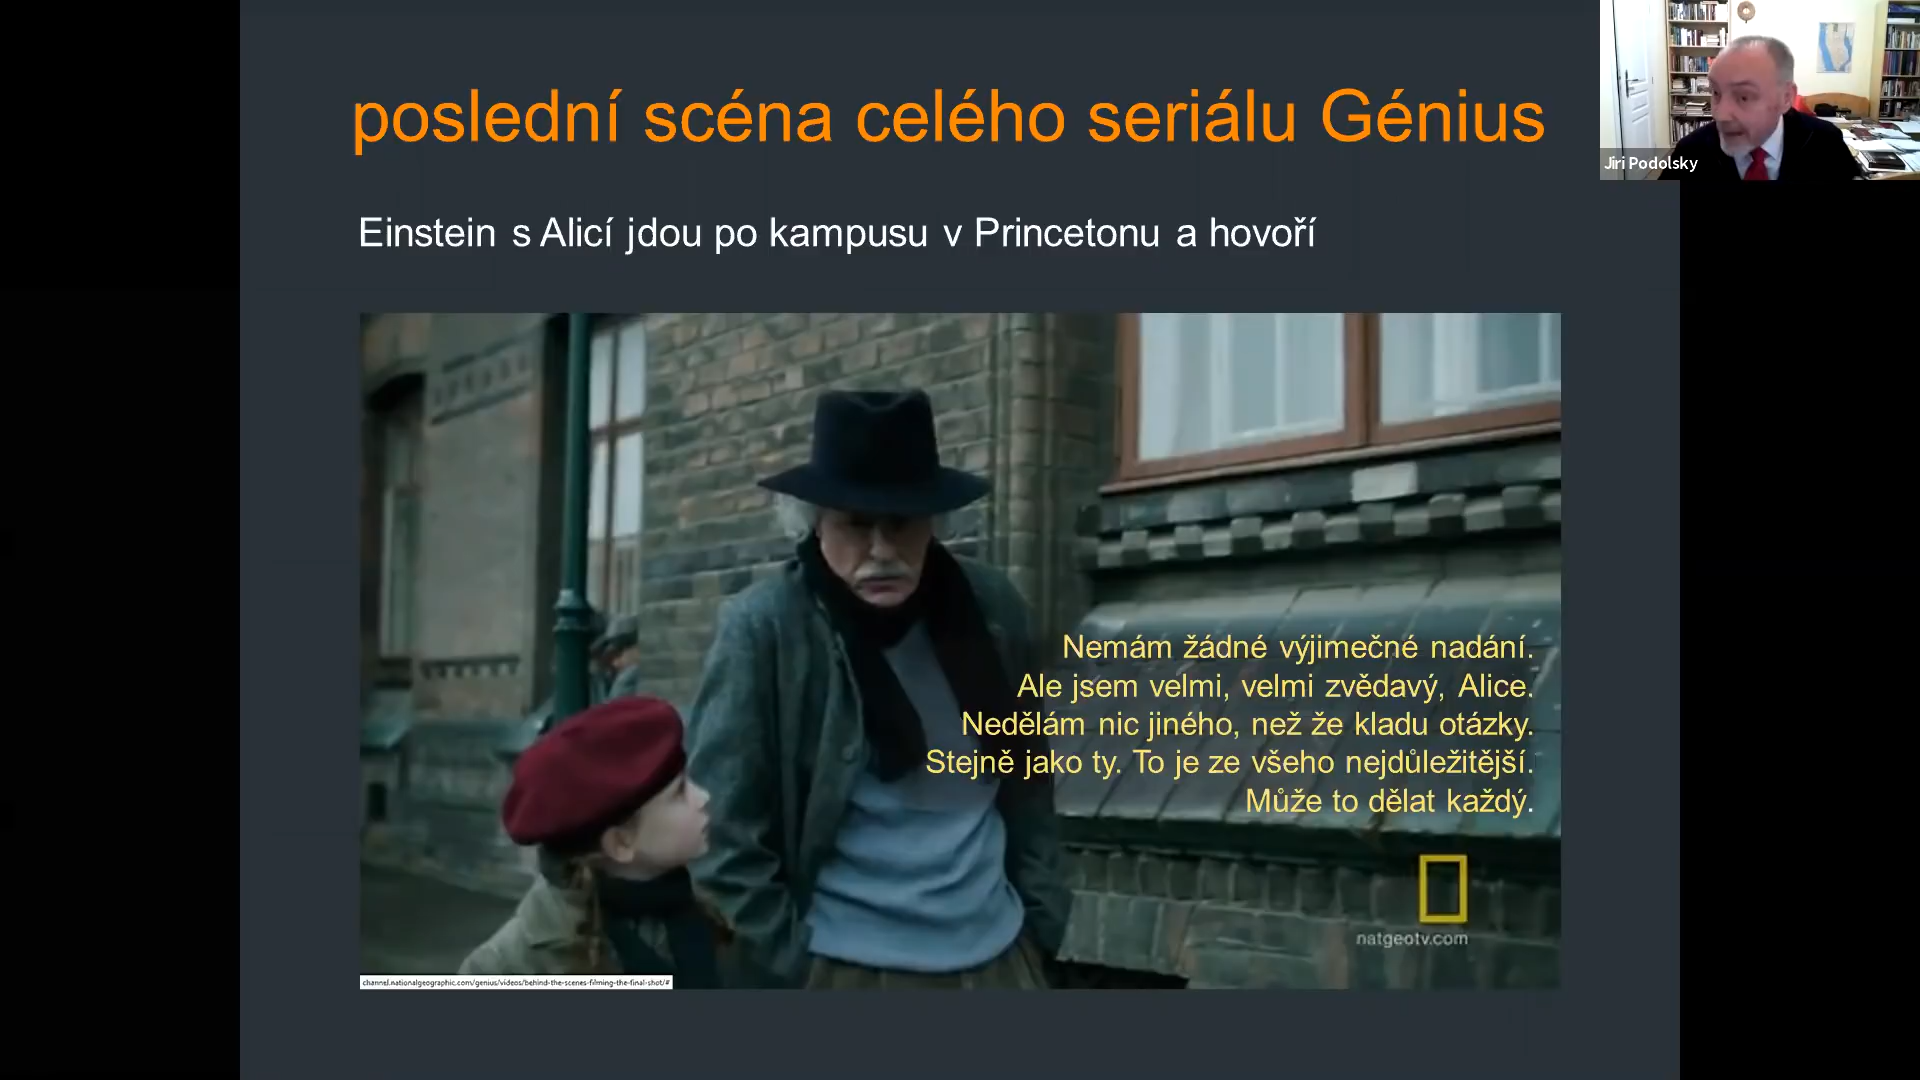 poslední scéna celého seriálu Génius
Jiri Podolsky
Einstein s Alicí jdou po kampusu v Princetonu a hovoří
Nemám žádné výjimečné nadání.
Ale jsem velmi, velmi zvědavý, Alice.
Nedělám nic jiného, než že kladu otázky.
Stejně jako ty. To je ze všeho nejdůležitější.
Může to dělat každý.
natgeotv.com
channel.nationalgeographic.com/genius/videos/behind-the-scenes-filming-the-final-shot/#